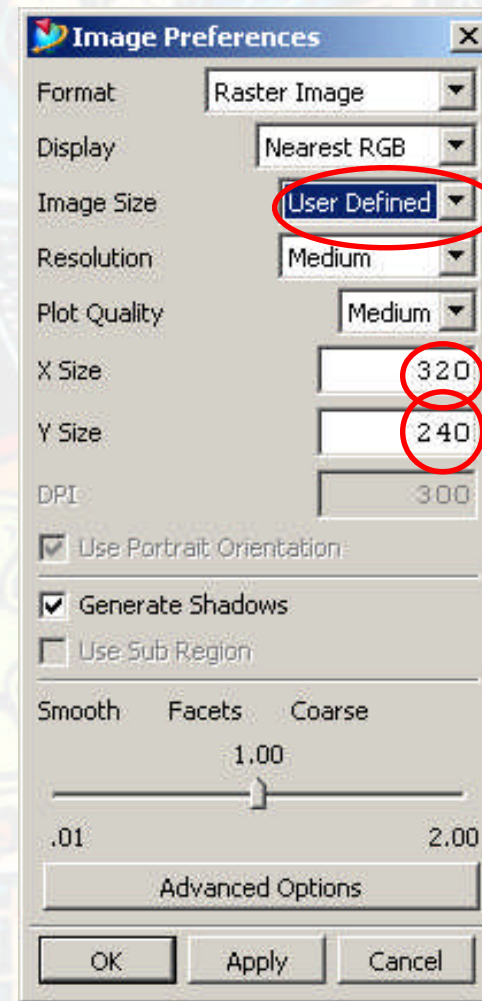 Image Preferences
Format Raster Image
Display Nearest RGB
Image Size User Defined
Resolution Medium
Plot Quality Medium
X Size 320
Y Size 240
DPI 300
Use Portrait Orientation
Generate Shadows
Use Sub Region
Smooth Facets Coarse
1.00
.01 2.00
Advanced Options
OK Apply Cancel